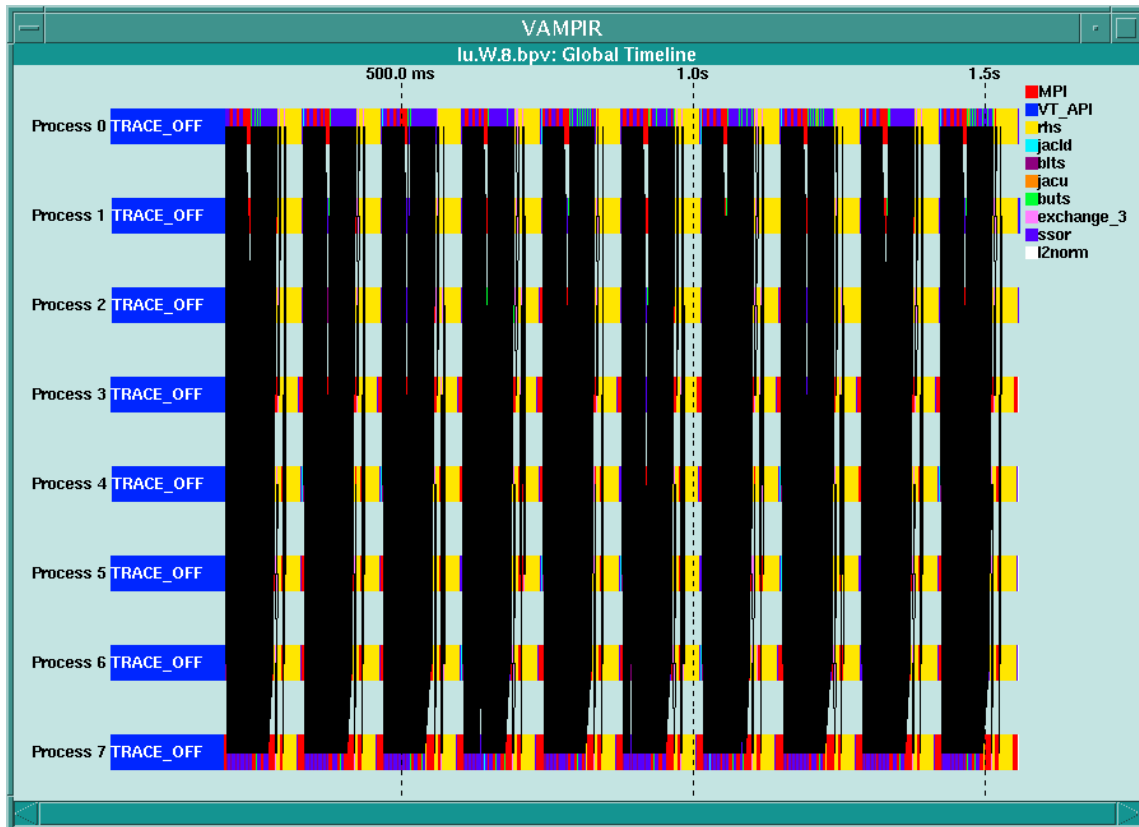 VAMPIR
lu.W.8.bpv: Global Timeline
500.0 ms 1.0s 1.5s
MPI
VT_API
rhs
jacld
blts
jacu
buts
exchange_3
ssor
l2norm
Process 0 TRACE_OFF
Process 1 TRACE_OFF
Process 2 TRACE_OFF
Process 3 TRACE_OFF
Process 4 TRACE_OFF
Process 5 TRACE_OFF
Process 6 TRACE_OFF
Process 7 TRACE_OFF